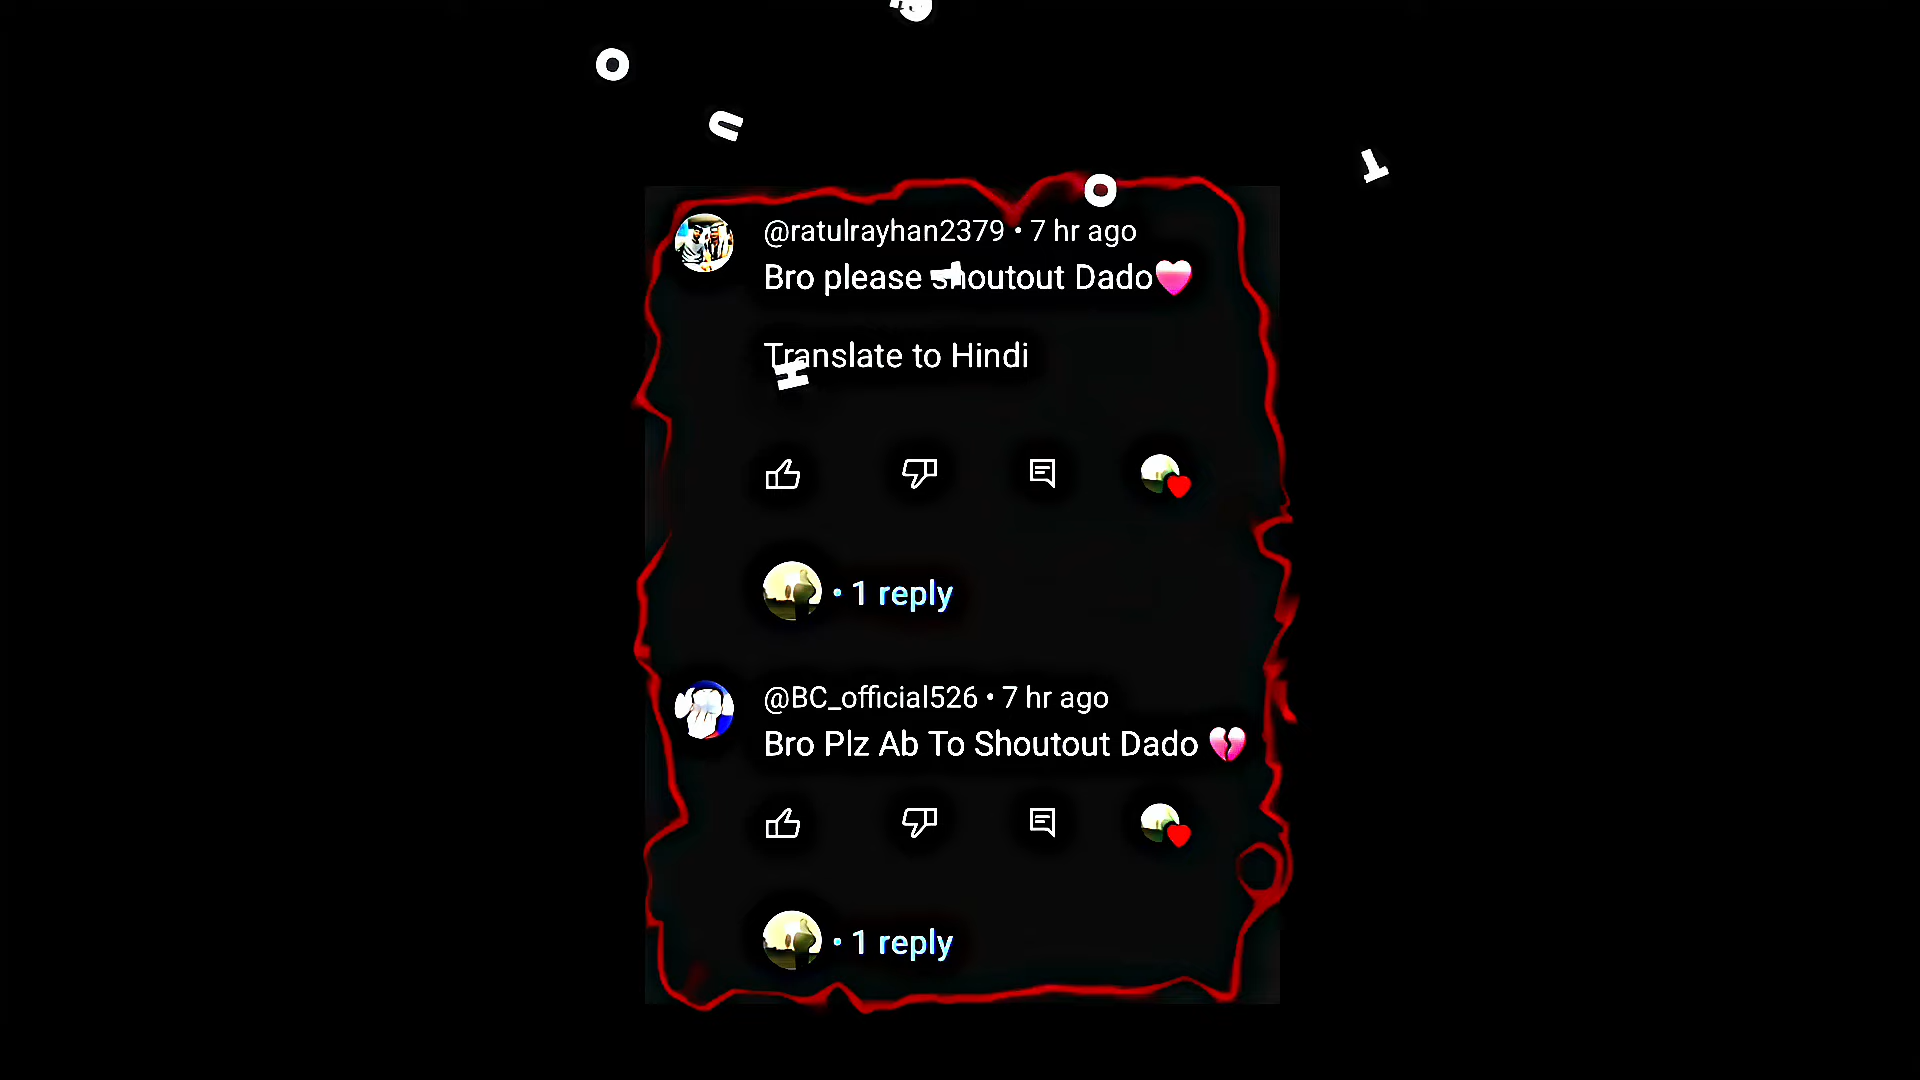 @ratulrayhan2379 • 7 hr ago
Bro please shoutout Dado💗
Translate to Hindi
• 1 reply
@BC_official526 • 7 hr ago
Bro Plz Ab To Shoutout Dado 💔
• 1 reply
O
U
T
O
H